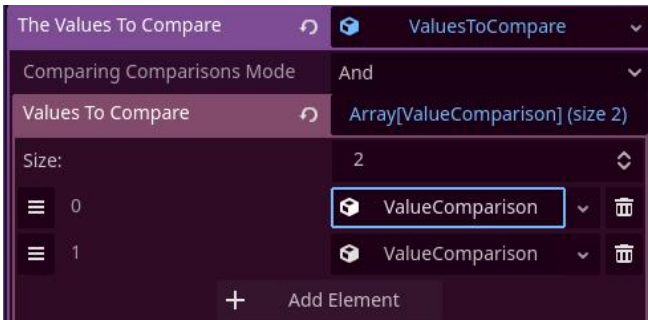 The Values To Compare ValuesToCompare
Comparing Comparisons Mode And
Values To Compare Array[ValueComparison] (size 2)
Size: 2
0 ValueComparison
1 ValueComparison
+ Add Element